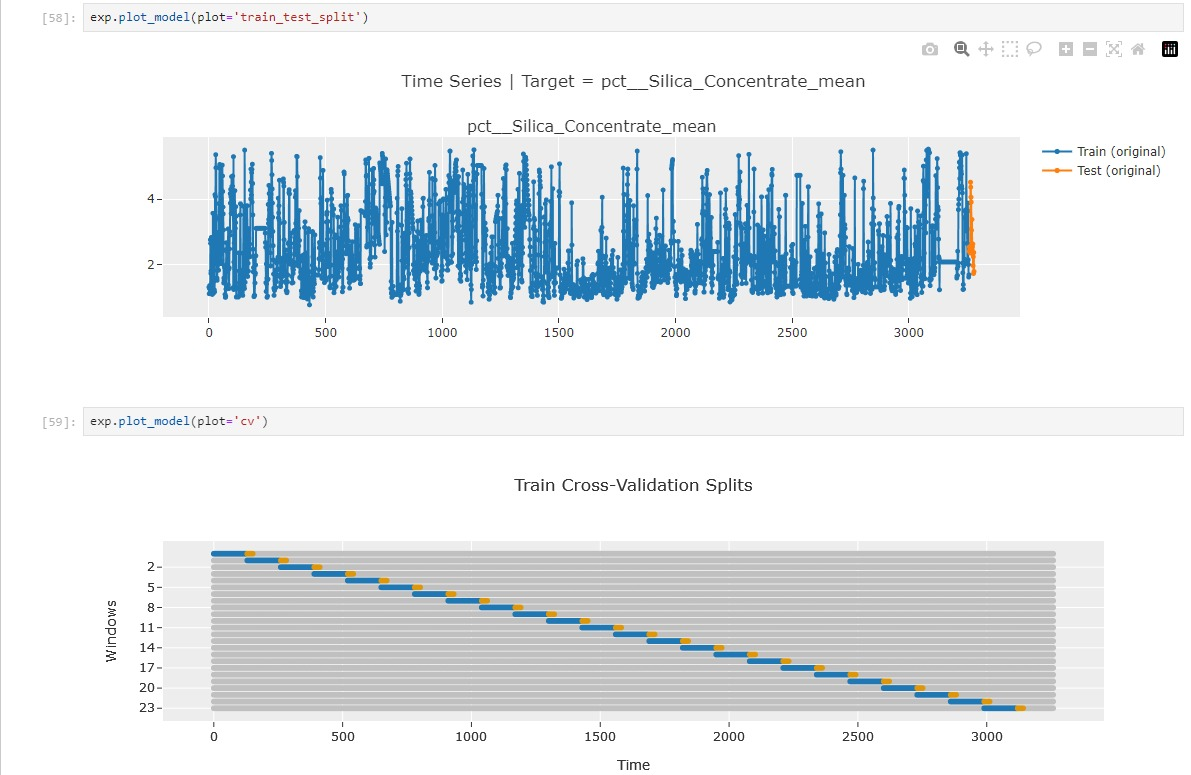 [58]: exp.plot_model(plot='train_test_split')
Time Series | Target = pct__Silica_Concentrate_mean
pct__Silica_Concentrate_mean
Train (original)
Test (original)
4
2
0 500 1000 1500 2000 2500 3000
[59]: exp.plot_model(plot='cv')
Train Cross-Validation Splits
Windows
2
5
8
11
14
17
20
23
0 500 1000 1500 2000 2500 3000
Time